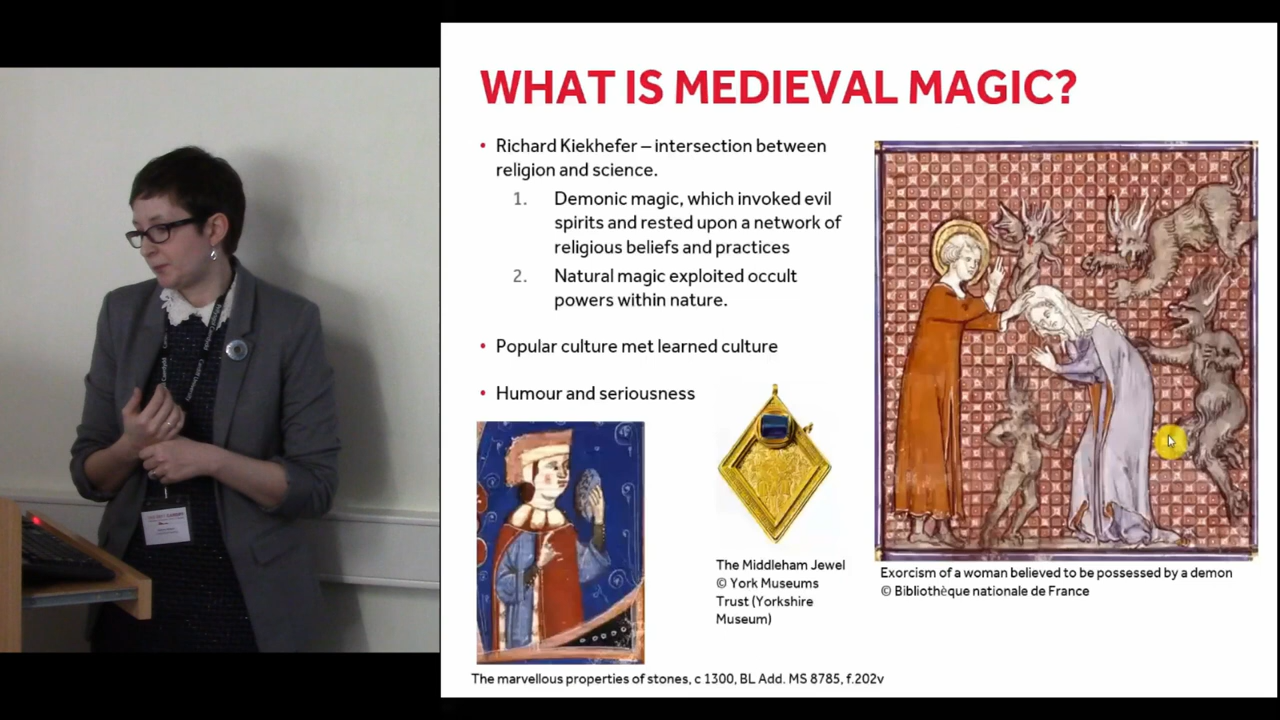 WHAT IS MEDIEVAL MAGIC?
• Richard Kiekhefer – intersection between
religion and science.
1. Demonic magic, which invoked evil
spirits and rested upon a network of
religious beliefs and practices
2. Natural magic exploited occult
powers within nature.
• Popular culture met learned culture
• Humour and seriousness
The Middleham Jewel
© York Museums
Trust (Yorkshire
Museum)
Exorcism of a woman believed to be possessed by a demon
© Bibliothèque nationale de France
The marvellous properties of stones, c 1300, BL Add. MS 8785, f.202v